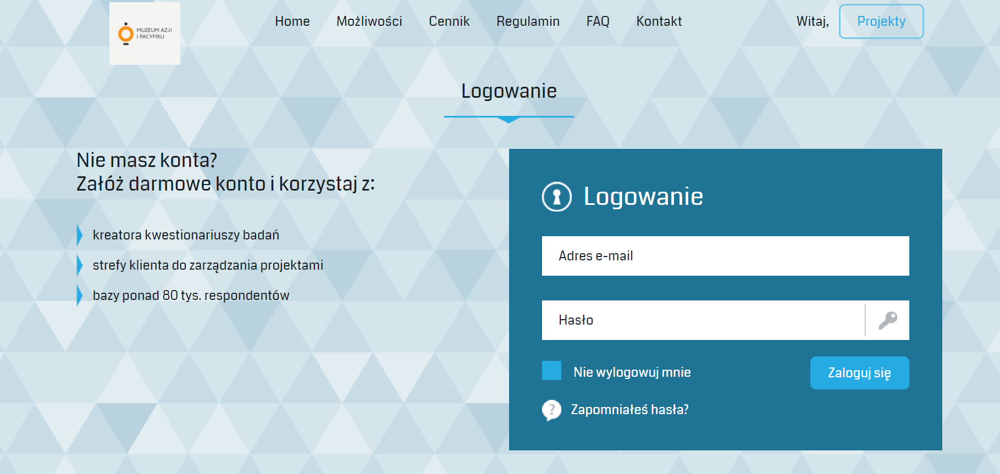 MUZEUM AZJI
I PACYFIKU
Home Możliwości Cennik Regulamin FAQ Kontakt Witaj, Projekty
Logowanie
Nie masz konta?
Załóż darmowe konto i korzystaj z:
kreatora kwestionariuszy badań
strefy klienta do zarządzania projektami
bazy ponad 80 tys. respondentów
Logowanie
Adres e-mail
Hasło
Nie wylogowuj mnie
Zaloguj się
Zapomniałeś hasła?